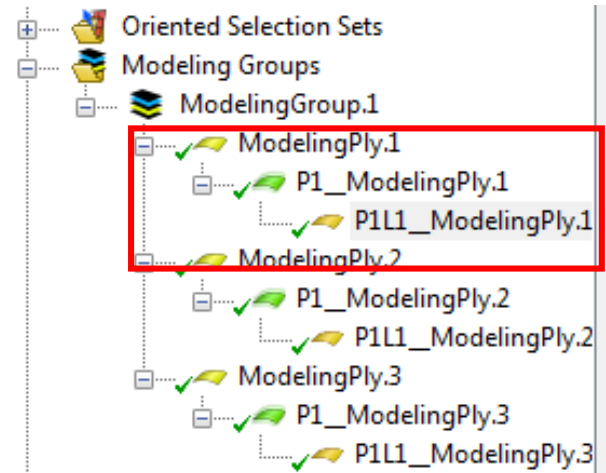 Oriented Selection Sets
Modeling Groups
ModelingGroup.1
ModelingPly.1
P1__ModelingPly.1
P1L1__ModelingPly.1
ModelingPly.2
P1__ModelingPly.2
P1L1__ModelingPly.2
ModelingPly.3
P1__ModelingPly.3
P1L1__ModelingPly.3